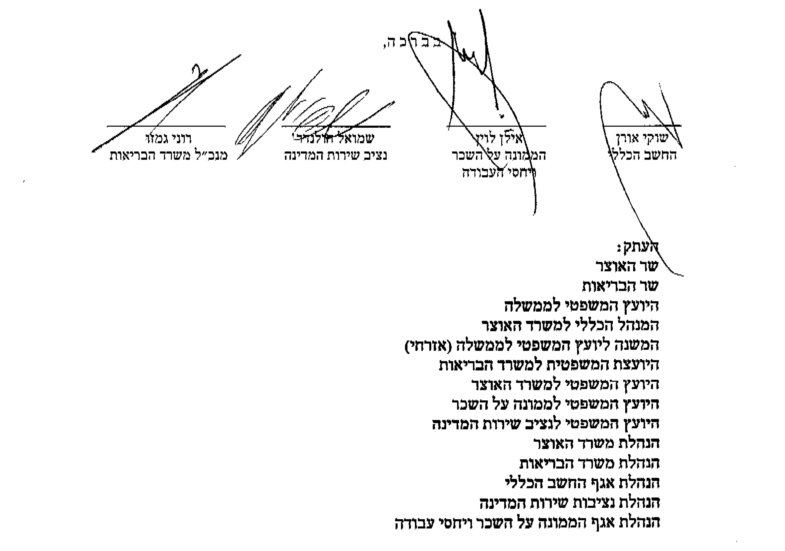 בברכה,
שוקי אורן אילן לוין שמואל הולנדר רוני גמזו
החשב הכללי הממונה על השכר נציב שירות המדינה מנכ"ל משרד הבריאות
ויחסי העבודה
העתק:
שר האוצר
שר הבריאות
היועץ המשפטי לממשלה
המנהל הכללי למשרד האוצר
המשנה ליועץ המשפטי לממשלה (אזרחי)
היועצת המשפטית למשרד הבריאות
היועץ המשפטי למשרד האוצר
היועץ המשפטי לממונה על השכר
היועץ המשפטי לנציב שירות המדינה
הנהלת משרד האוצר
הנהלת משרד הבריאות
הנהלת אגף החשב הכללי
הנהלת נציבות שירות המדינה
הנהלת אגף הממונה על השכר ויחסי עבודה